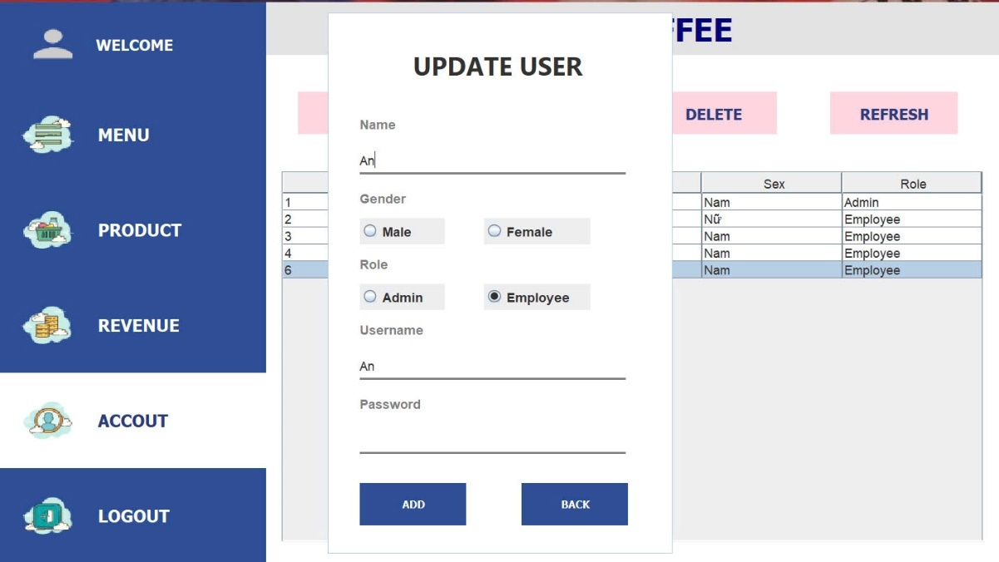 WELCOME
MENU
PRODUCT
REVENUE
ACCOUT
LOGOUT
FFEE
DELETE
REFRESH
Sex Role
1 Nam Admin
2 Nữ Employee
3 Nam Employee
4 Nam Employee
6 Nam Employee
UPDATE USER
Name
An
Gender
Male Female
Role
Admin Employee
Username
An
Password
ADD BACK